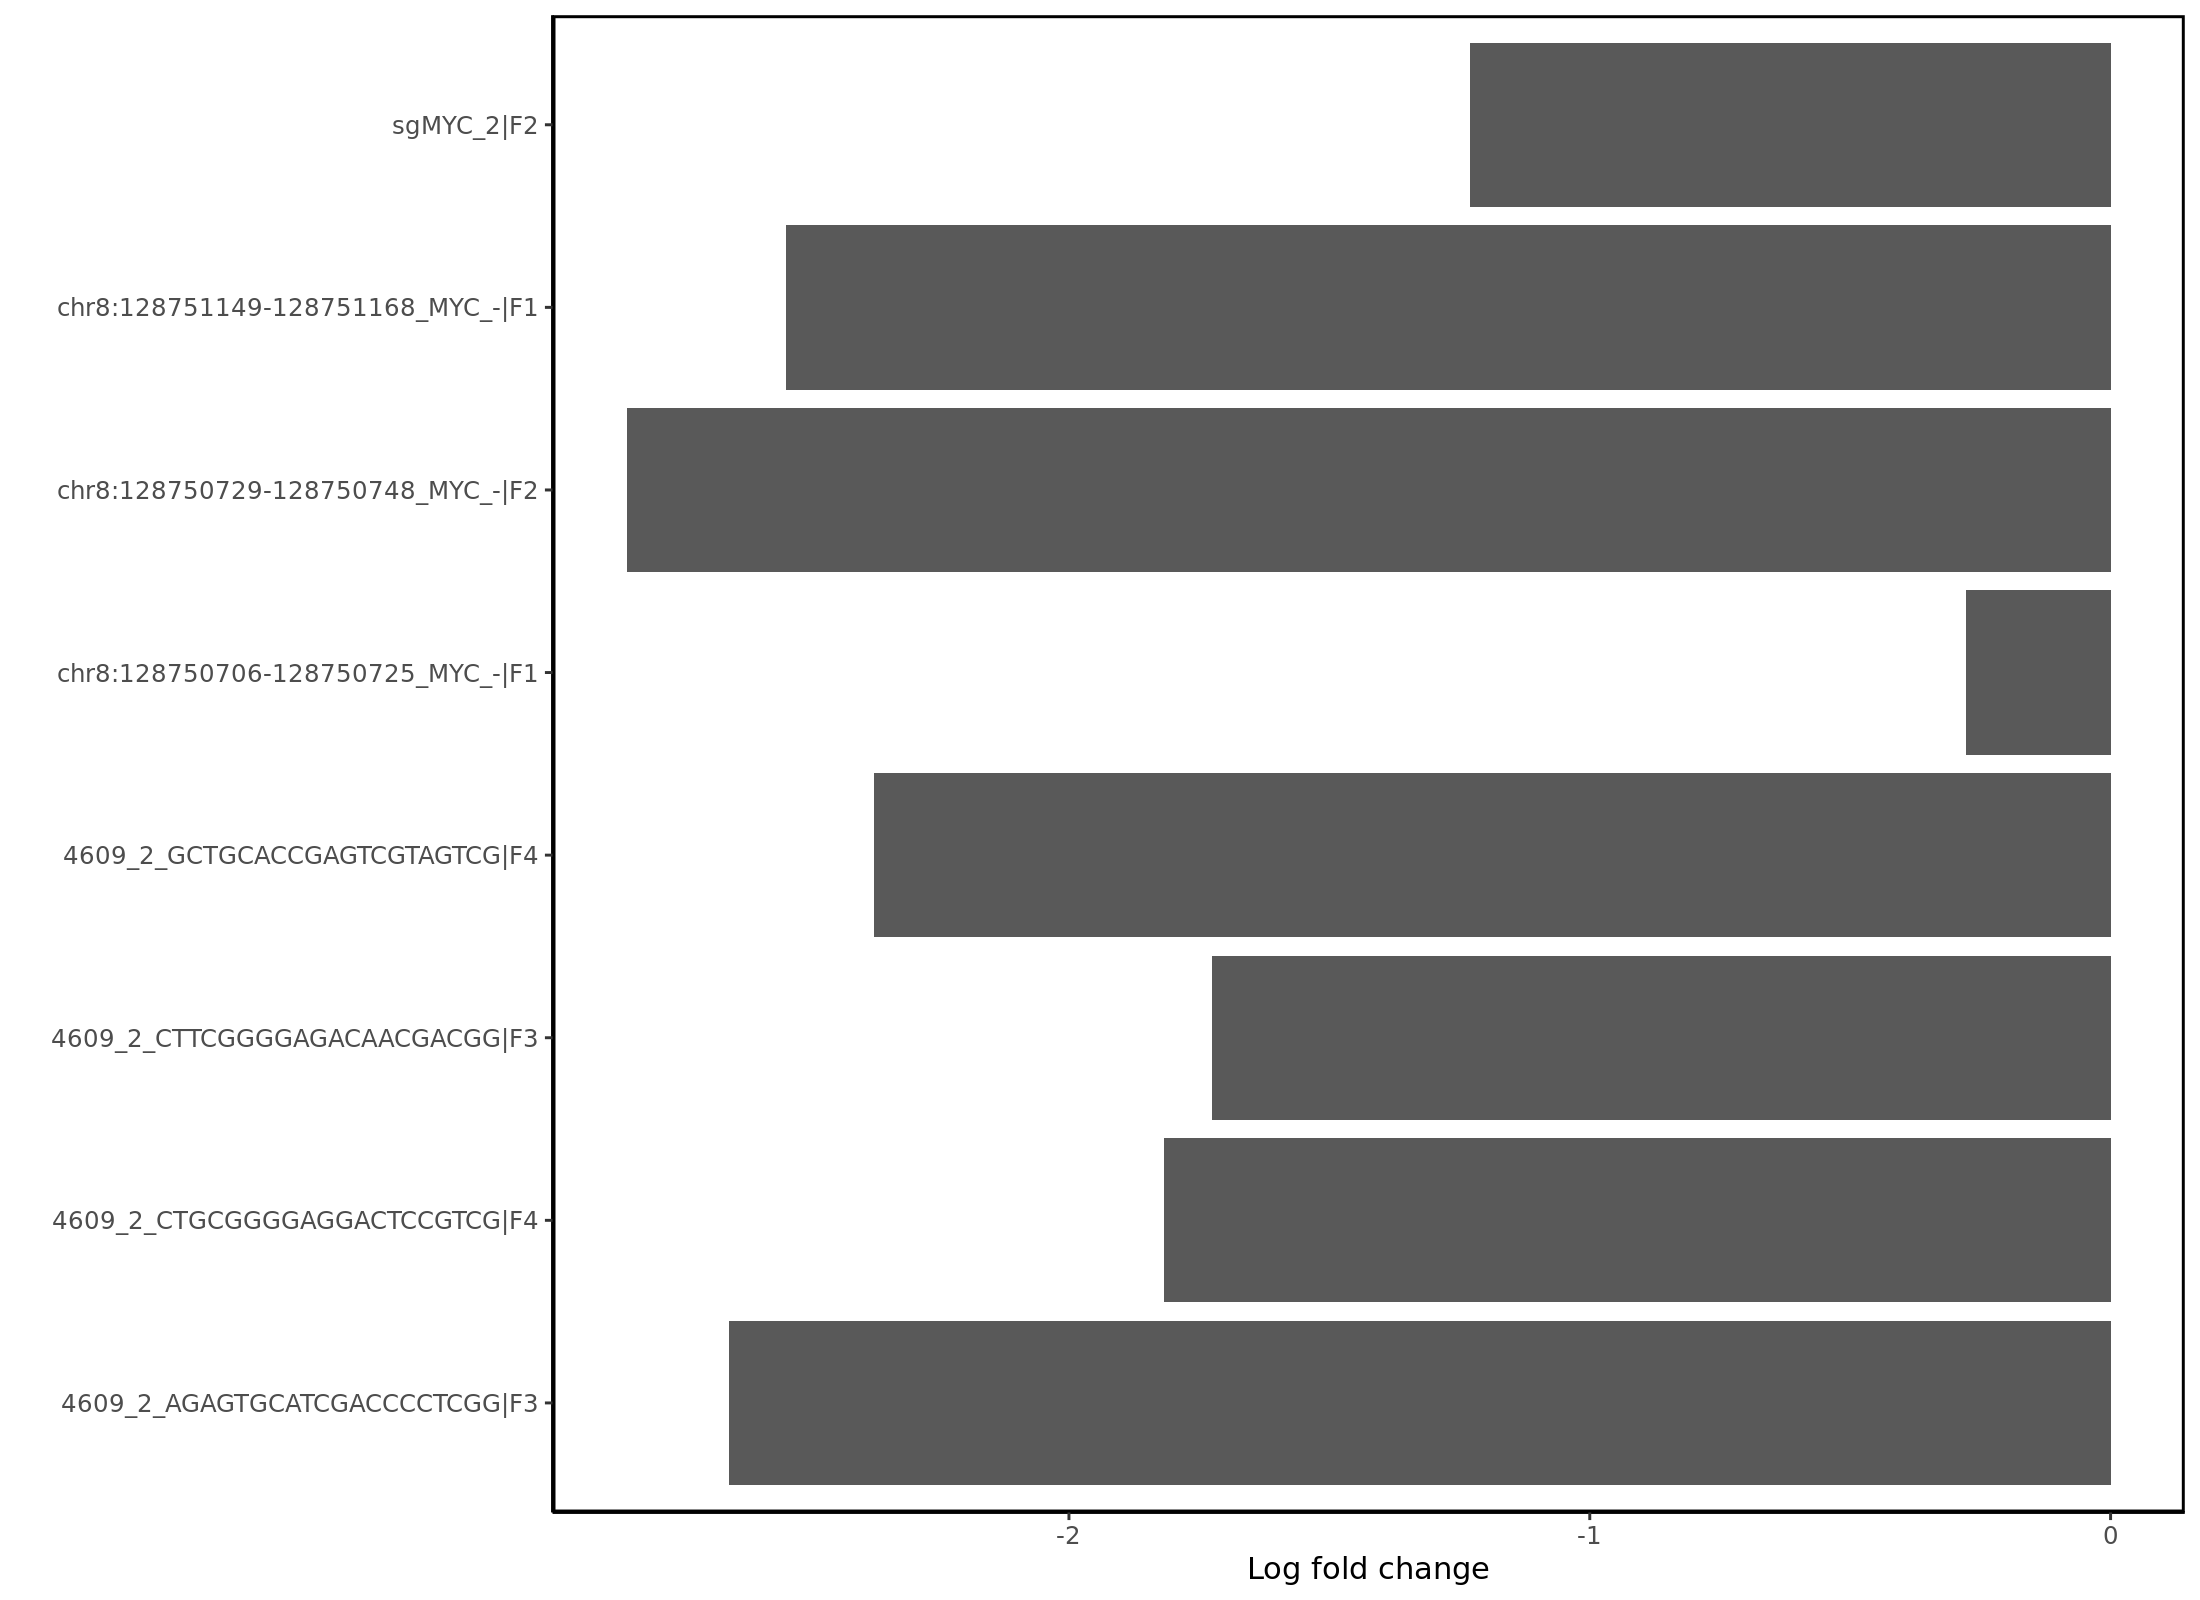 sgMYC_2|F2
chr8:128751149-128751168_MYC_-|F1
chr8:128750729-128750748_MYC_-|F2
chr8:128750706-128750725_MYC_-|F1
4609_2_GCTGCACCGAGTCGTAGTCG|F4
4609_2_CTTCGGGGAGACAACGACGG|F3
4609_2_CTGCGGGGAGGACTCCGTCG|F4
4609_2_AGAGTGCATCGACCCCTCGG|F3
-2 -1 0
Log fold change